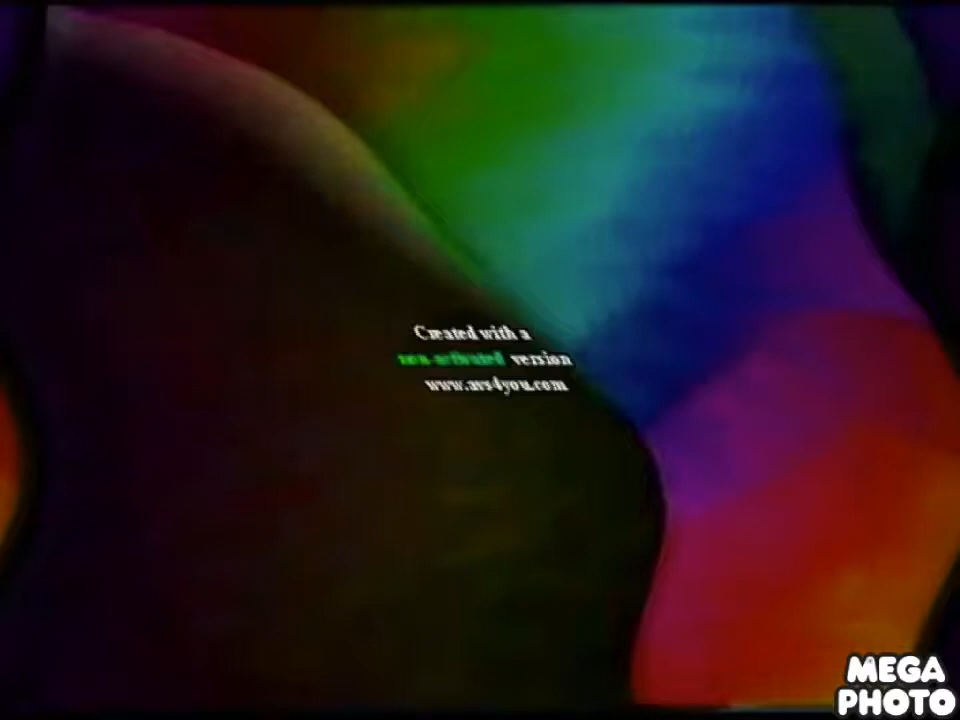 Created with a
non-activated version
www.avs4you.com
MEGA
PHOTO